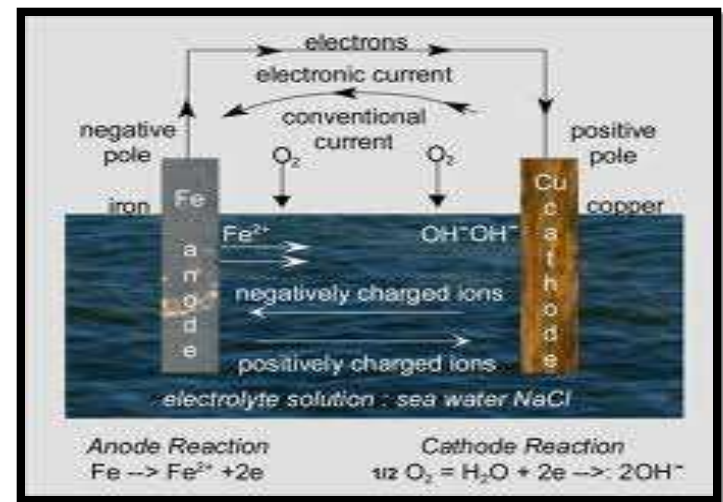 electrons
electronic current
conventional
current
negative
pole
positive
pole
O₂
O₂
iron
Fe
Cu
copper
Fe²⁺
OH⁻OH⁻
anode
cathode
negatively charged ions
positively charged ions
electrolyte solution : sea water NaCl
Anode Reaction
Cathode Reaction
Fe --> Fe²⁺ +2e
1/2 O₂ = H₂O + 2e -->: 2OH⁻